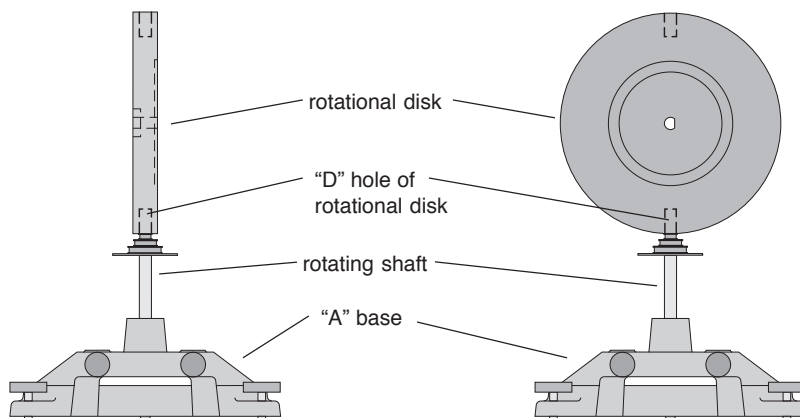 rotational disk
“D” hole of
rotational disk
rotating shaft
“A” base